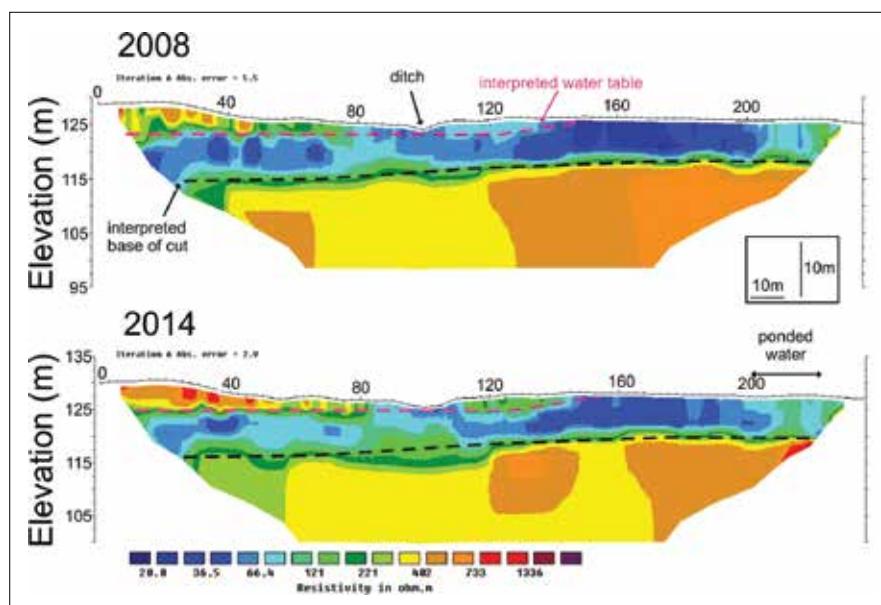 2008
Iteration 6 Abs. error = 5.5
ditch
interpreted water table
0 40 80 120 160 200
Elevation (m)
125
115
105
95
interpreted
base of cut
10m
10m
2014
Iteration 6 Abs. error = 2.0
ponded
water
0 40 80 120 160 200
Elevation (m)
135
125
115
105
20.0 36.5 66.4 121 221 402 733 1336
Resistivity in ohm.m